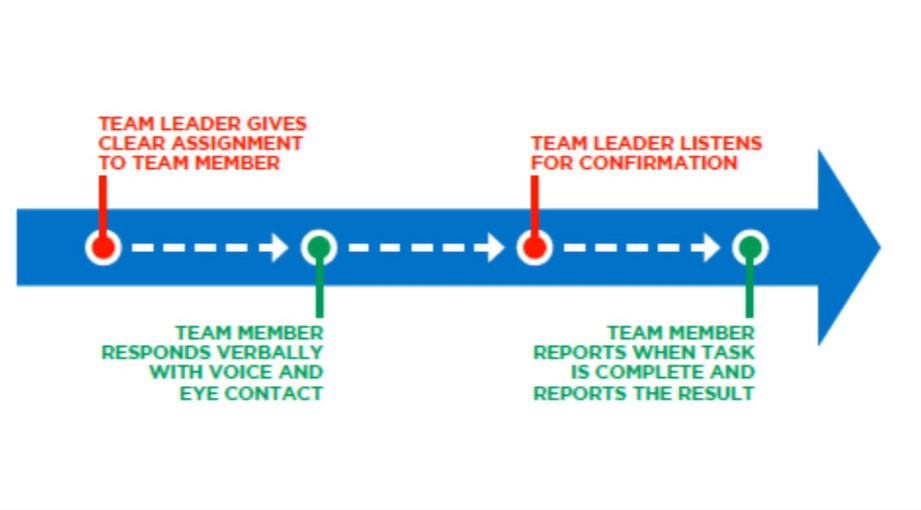 TEAM LEADER GIVES
CLEAR ASSIGNMENT
TO TEAM MEMBER
TEAM MEMBER
RESPONDS VERBALLY
WITH VOICE AND
EYE CONTACT
TEAM LEADER LISTENS
FOR CONFIRMATION
TEAM MEMBER
REPORTS WHEN TASK
IS COMPLETE AND
REPORTS THE RESULT